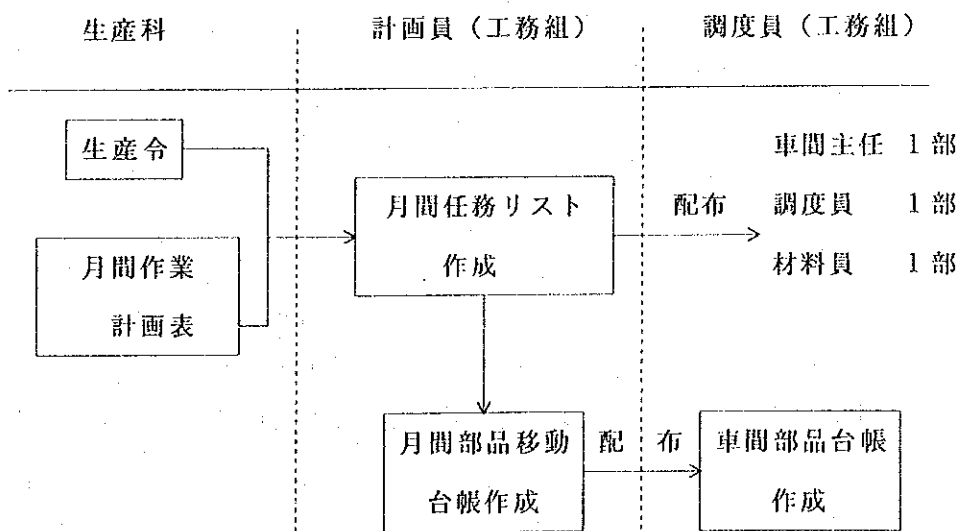 生産科
計画員（工務組）
調度員（工務組）
生産令
月間作業
計画表
月間任務リスト
作成
配布
車間主任 1部
調度員 1部
材料員 1部
月間部品移動
台帳作成
配布
車間部品台帳
作成